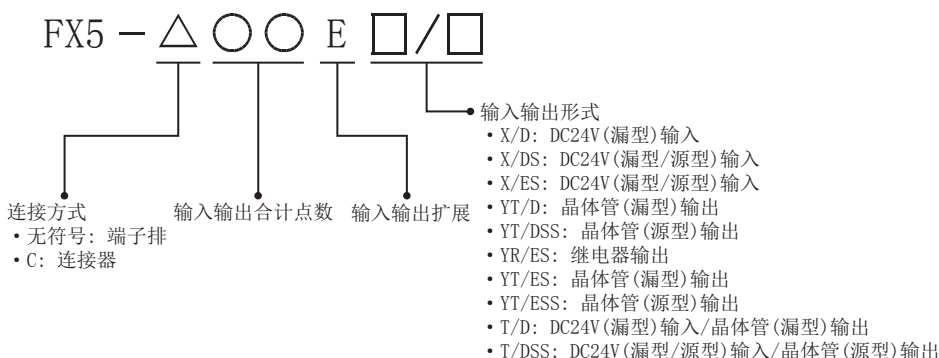 FX5-△○○E□/□
输入输出形式
•X/D: DC24V(漏型)输入
•X/DS: DC24V(漏型/源型)输入
•X/ES: DC24V(漏型/源型)输入
•YT/D: 晶体管(漏型)输出
•YT/DSS: 晶体管(源型)输出
•YR/ES: 继电器输出
•YT/ES: 晶体管(漏型)输出
•YT/ESS: 晶体管(源型)输出
•T/D: DC24V(漏型)输入/晶体管(漏型)输出
•T/DSS: DC24V(漏型/源型)输入/晶体管(源型)输出
连接方式
•无符号: 端子排
•C: 连接器
输入输出合计点数
输入输出扩展